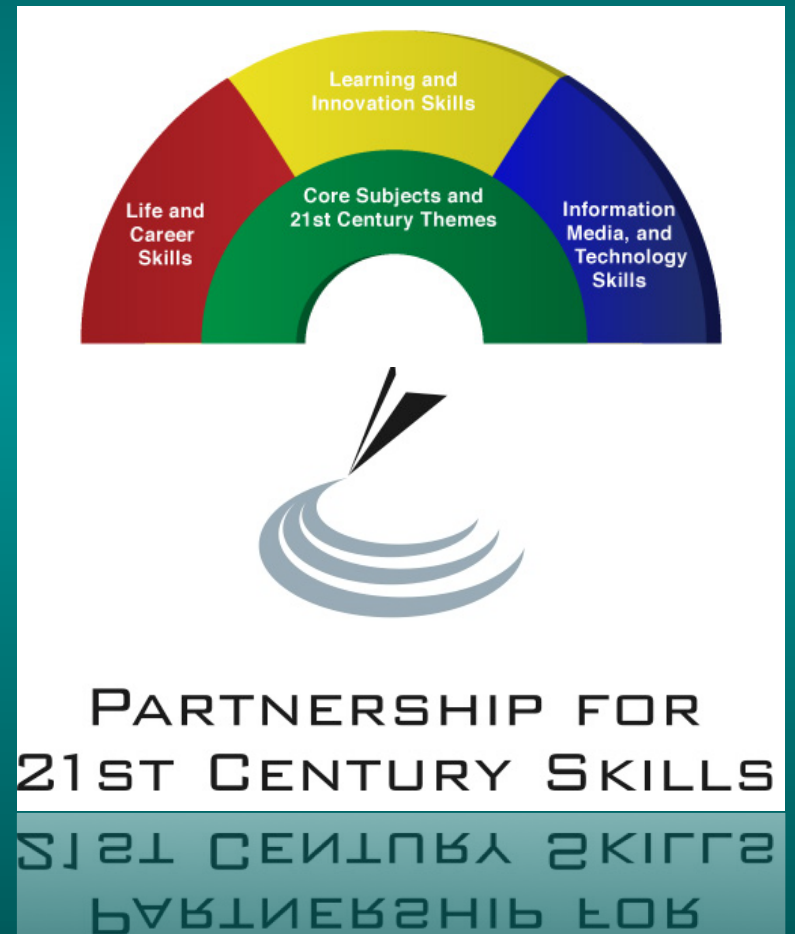 Learning and
Innovation Skills
Core Subjects and
21st Century Themes
Life and
Career
Skills
Information
Media, and
Technology
Skills
PARTNERSHIP FOR
21ST CENTURY SKILLS